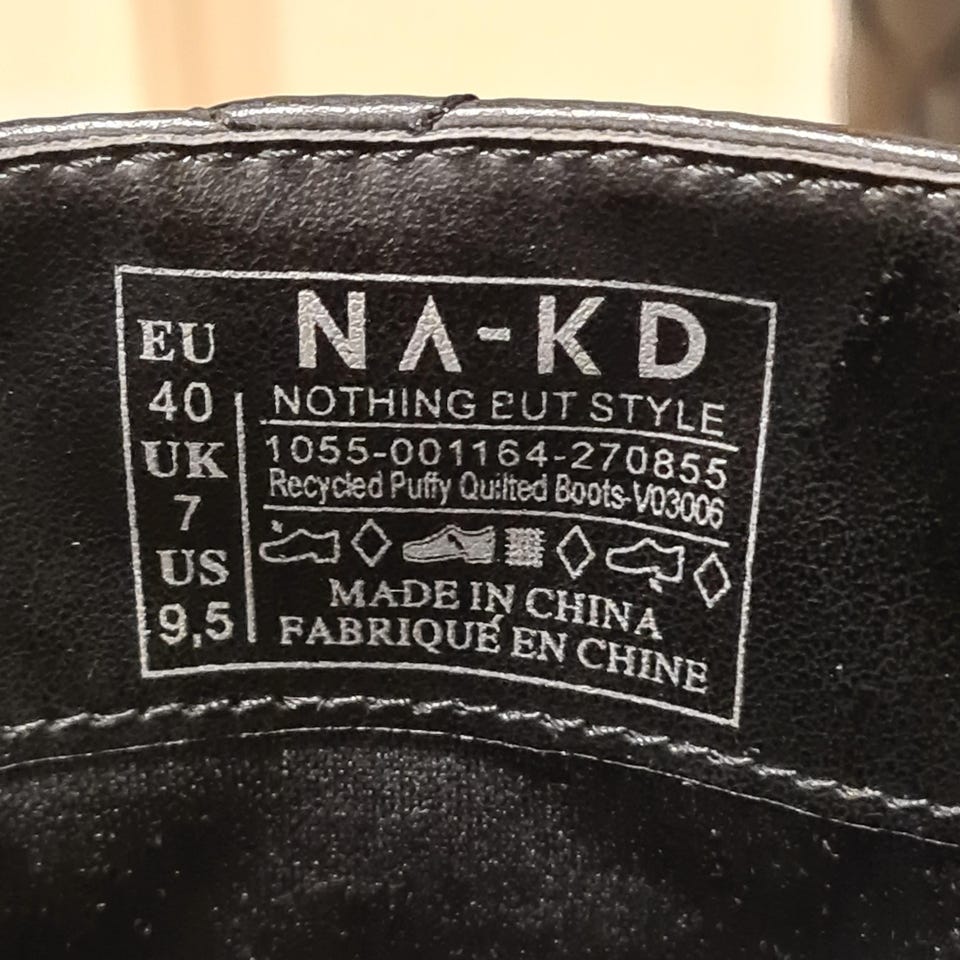 EU
40
UK
7
US
9,5
NA-KD
NOTHING BUT STYLE
1055-001164-270855
Recycled Puffy Quilted Boots-V03006
MADE IN CHINA
FABRIQUÉ EN CHINE